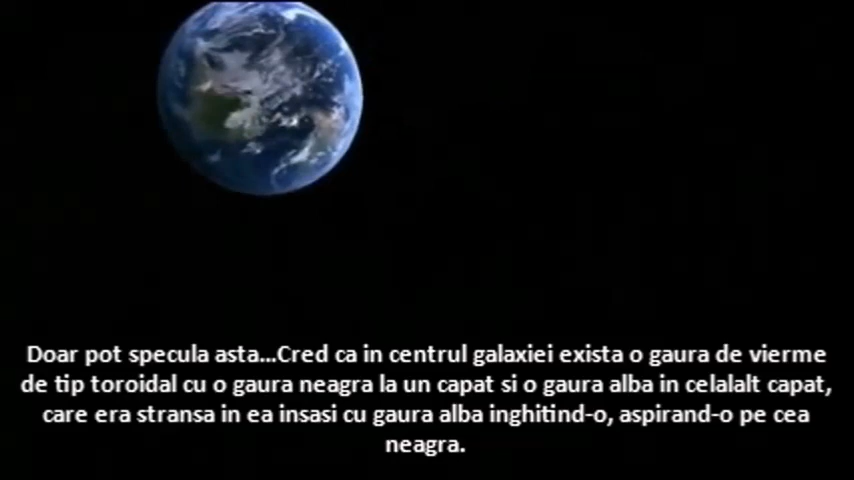 Doar pot specula asta...Cred ca in centrul galaxiei exista o gaura de vierme
de tip toroidal cu o gaura neagra la un capat si o gaura alba in celalalt capat,
care era stransa in ea insasi cu gaura alba inghitind-o, aspirand-o pe cea
neagra.